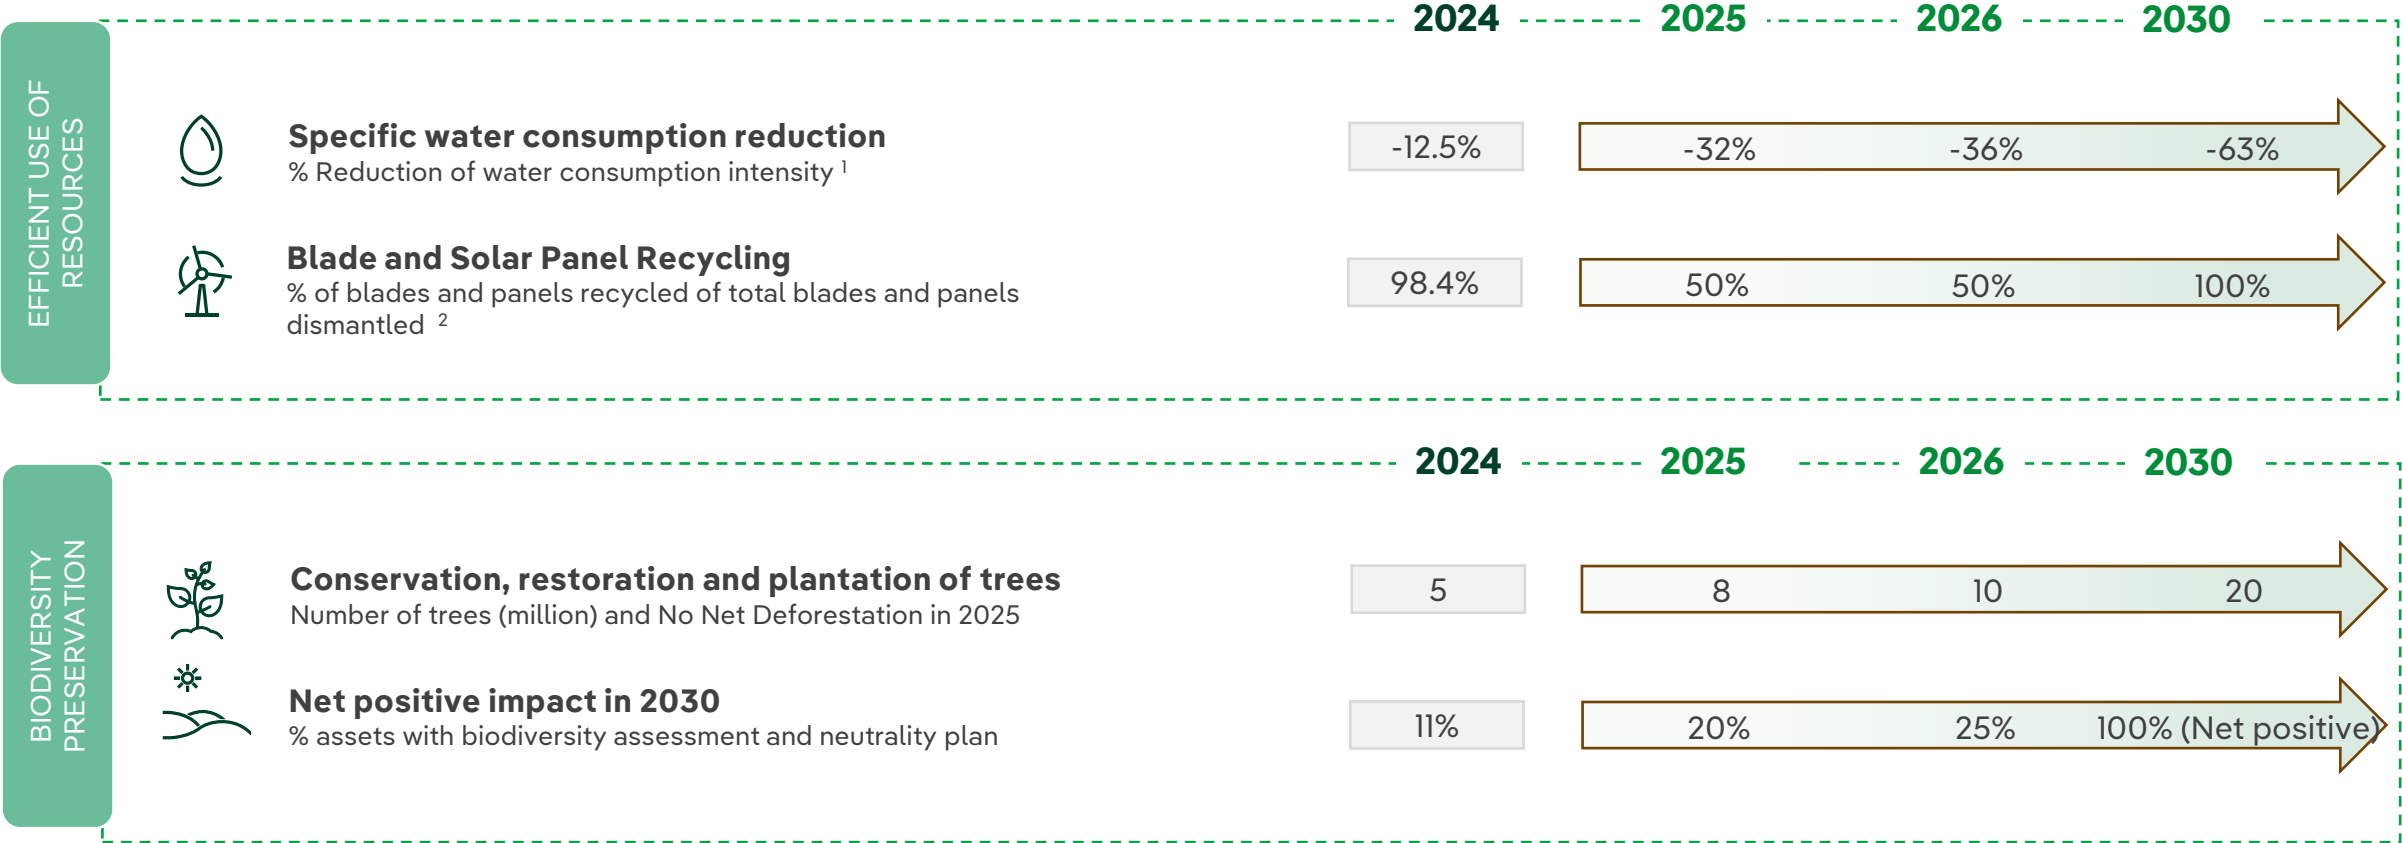 2024 2025 2026 2030
EFFICIENT USE OF
RESOURCES
Specific water consumption reduction
% Reduction of water consumption intensity 1
-12.5% -32% -36% -63%
Blade and Solar Panel Recycling
% of blades and panels recycled of total blades and panels
dismantled 2
98.4% 50% 50% 100%
2024 2025 2026 2030
BIODIVERSITY
PRESERVATION
Conservation, restoration and plantation of trees
Number of trees (million) and No Net Deforestation in 2025
5 8 10 20
Net positive impact in 2030
% assets with biodiversity assessment and neutrality plan
11% 20% 25% 100% (Net positive)